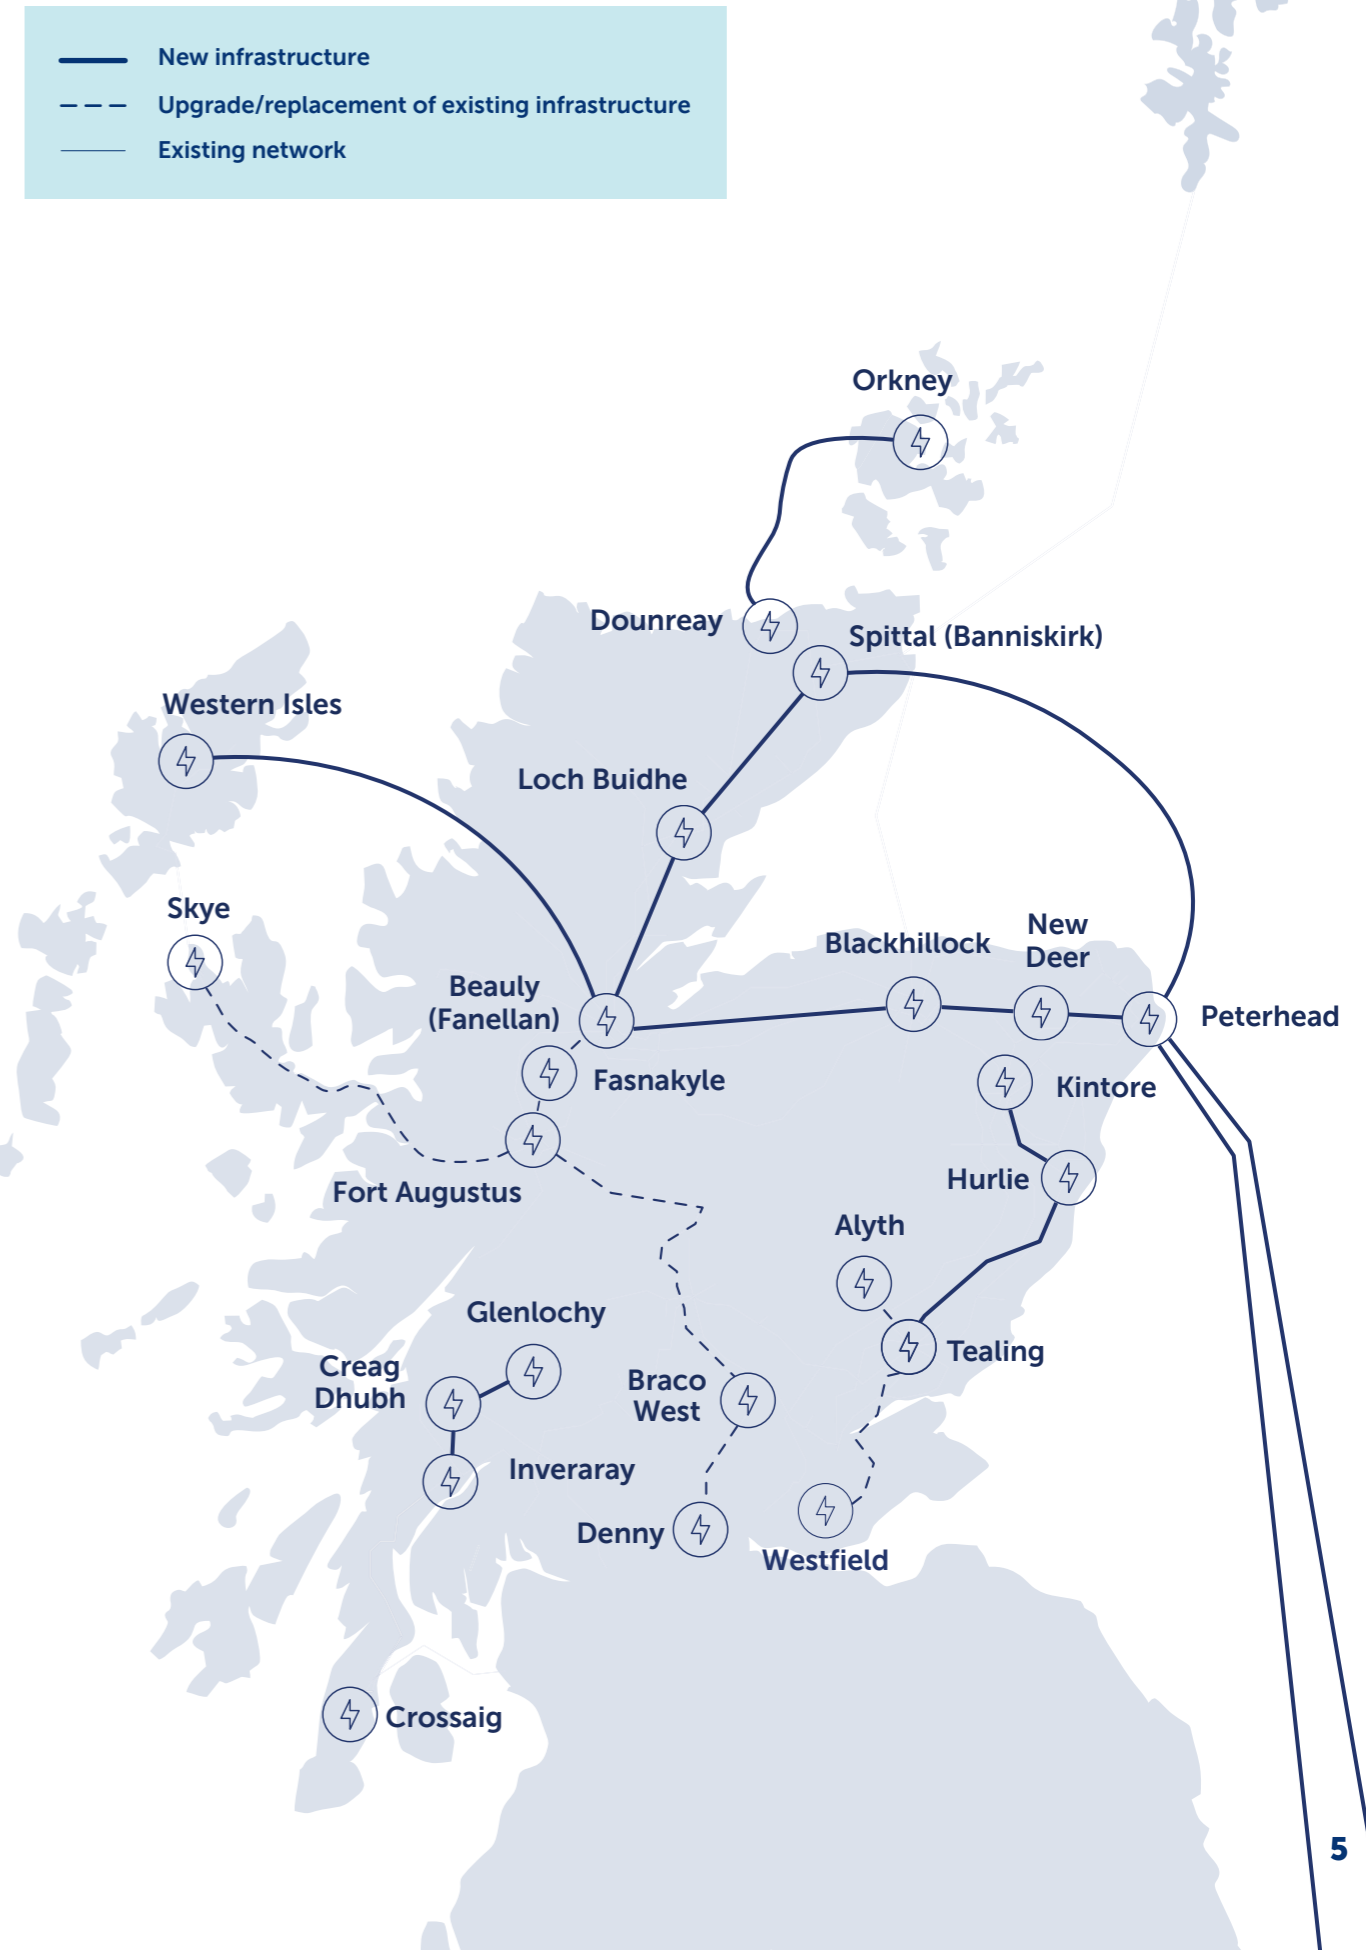 New infrastructure
Upgrade/replacement of existing infrastructure
Existing network
Orkney
Dounreay
Spittal (Banniskirk)
Western Isles
Loch Buidhe
Skye
Blackhillock
New
Deer
Beauly
(Fanellan)
Peterhead
Fasnakyle
Kintore
Hurlie
Fort Augustus
Alyth
Glenlochy
Tealing
Creag
Dhubh
Braco
West
Inveraray
Denny
Westfield
Crossaig
5